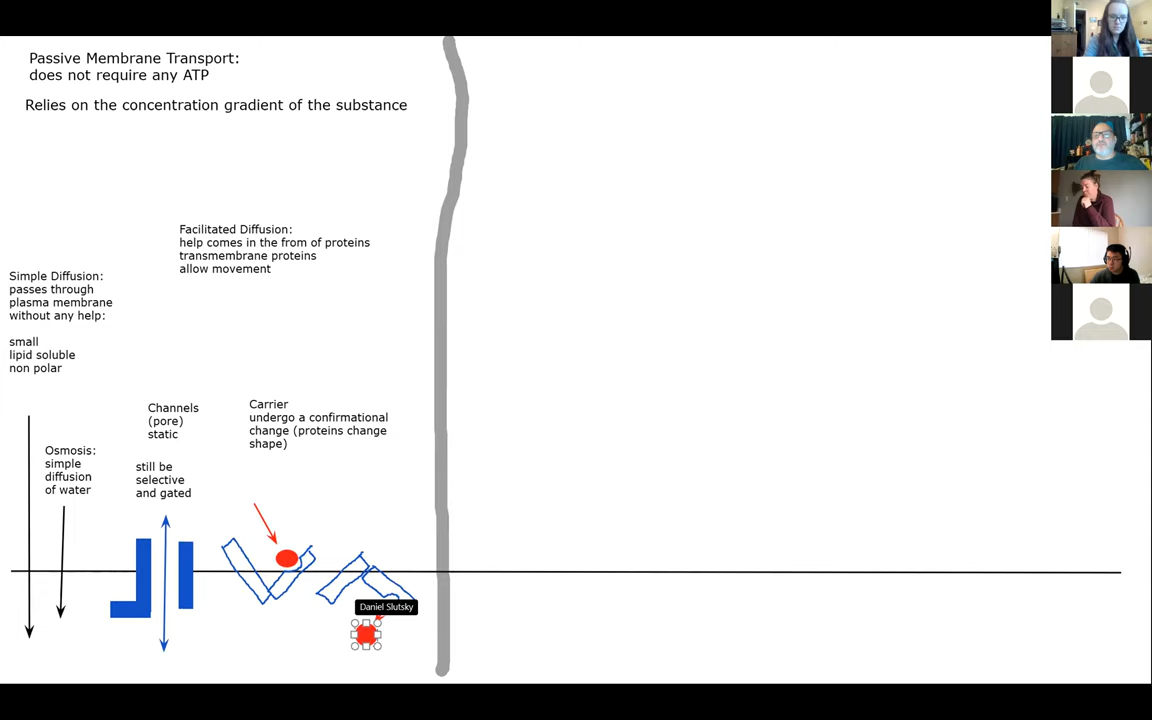 Passive Membrane Transport:
does not require any ATP
Relies on the concentration gradient of the substance
Facilitated Diffusion:
help comes in the from of proteins
transmembrane proteins
allow movement
Simple Diffusion:
passes through
plasma membrane
without any help:
small
lipid soluble
non polar
Channels
(pore)
static
still be
selective
and gated
Carrier
undergo a confirmational
change (proteins change
shape)
Osmosis:
simple
diffusion
of water
Daniel Slutsky